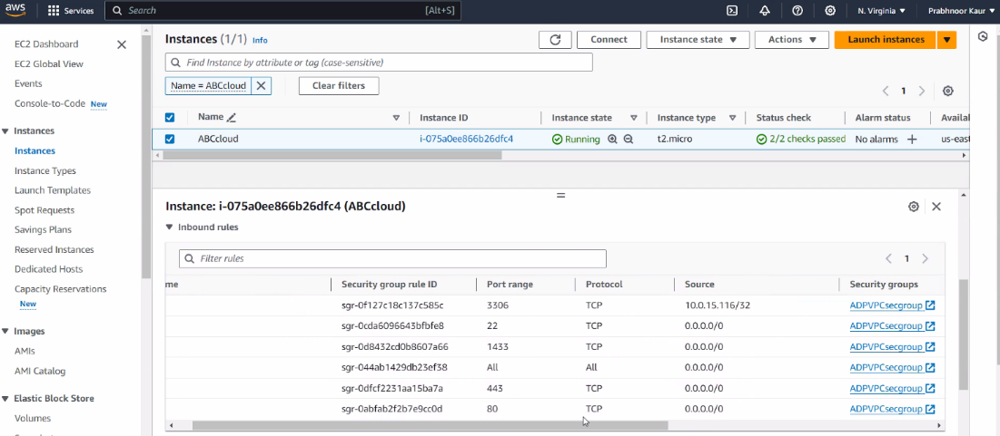 aws Services Search [Alt+S] N. Virginia Prabhnoor Kaur
EC2 Dashboard
EC2 Global View
Events
Console-to-Code New
Instances
Instances
Instance Types
Launch Templates
Spot Requests
Savings Plans
Reserved Instances
Dedicated Hosts
Capacity Reservations
New
Images
AMIs
AMI Catalog
Elastic Block Store
Volumes
Instances (1/1) Info Connect Instance state Actions Launch instances
Find Instance by attribute or tag (case-sensitive)
Name = ABCcloud Clear filters 1
Name Instance ID Instance state Instance type Status check Alarm status Availal
ABCcloud i-075a0ee866b26dfc4 Running t2.micro 2/2 checks passed No alarms us-east
Instance: i-075a0ee866b26dfc4 (ABCcloud)
Inbound rules
Filter rules 1
me Security group rule ID Port range Protocol Source Security groups
sgr-0f127c18c137c585c 3306 TCP 10.0.15.116/32 ADPVPCsecgroup
sgr-0cda6096643bfbfe8 22 TCP 0.0.0.0/0 ADPVPCsecgroup
sgr-0d8432cd0b8607a66 1433 TCP 0.0.0.0/0 ADPVPCsecgroup
sgr-044ab1429db23ef38 All All 0.0.0.0/0 ADPVPCsecgroup
sgr-0dfcf2231aa15ba7a 443 TCP 0.0.0.0/0 ADPVPCsecgroup
sgr-0abfab2f2b7e9cc0d 80 TCP 0.0.0.0/0 ADPVPCsecgroup